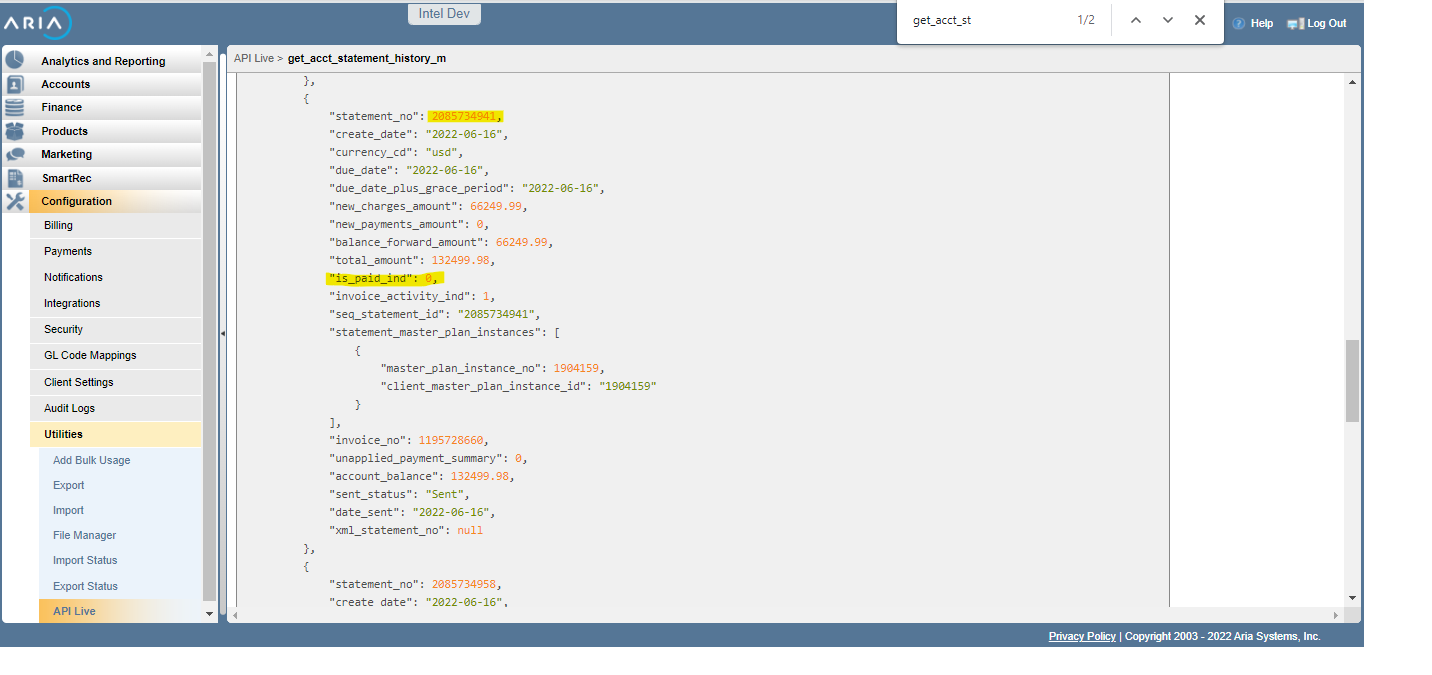 ARIA
Intel Dev
get_acct_st
1/2
Help
Log Out
Analytics and Reporting
Accounts
Finance
Products
Marketing
SmartRec
Configuration
Billing
Payments
Notifications
Integrations
Security
GL Code Mappings
Client Settings
Audit Logs
Utilities
Add Bulk Usage
Export
Import
File Manager
Import Status
Export Status
API Live
API Live > get_acct_statement_history_m
},
{
"statement_no": 2085734941,
"create_date": "2022-06-16",
"currency_cd": "usd",
"due_date": "2022-06-16",
"due_date_plus_grace_period": "2022-06-16",
"new_charges_amount": 66249.99,
"new_payments_amount": 0,
"balance_forward_amount": 66249.99,
"total_amount": 132499.98,
"is_paid_ind": 0,
"invoice_activity_ind": 1,
"seq_statement_id": "2085734941",
"statement_master_plan_instances": [
{
"master_plan_instance_no": 1904159,
"client_master_plan_instance_id": "1904159"
}
],
"invoice_no": 1195728660,
"unapplied_payment_summary": 0,
"account_balance": 132499.98,
"sent_status": "Sent",
"date_sent": "2022-06-16",
"xml_statement_no": null
},
{
"statement_no": 2085734958,
"create_date": "2022-06-16",
Privacy Policy | Copyright 2003 - 2022 Aria Systems, Inc.